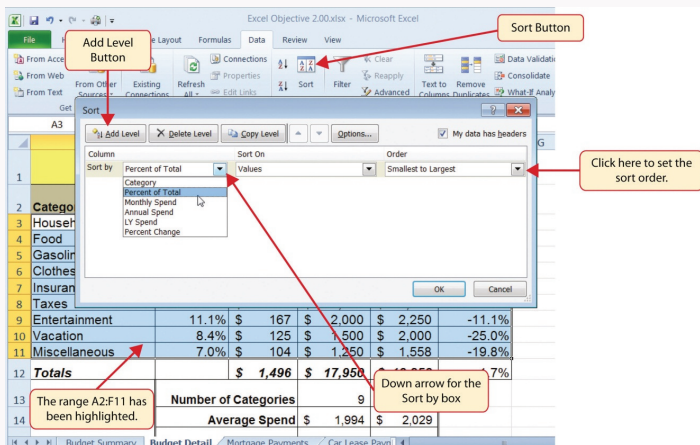 Excel Objective 2.00.xlsx - Microsoft Excel
Sort Button
File
Add Level
Button
Layout
Formulas
Data
Review
View
From Acce
From Web
From Text
From Other
Sources
Existing
Connections
Refresh
All
Connections
Properties
Edit Links
Sort
Filter
Clear
Reapply
Advanced
Text to
Columns
Remove
Duplicates
Data Validati
Consolidate
What-If Analy
Get
A3
G
Sort
Add Level
Delete Level
Copy Level
Options...
My data has headers
Column
Sort On
Order
Sort by
Percent of Total
Values
Smallest to Largest
Category
Percent of Total
Monthly Spend
Annual Spend
LY Spend
Percent Change
OK
Cancel
Click here to set the
sort order.
1
2 Catego
3 Househ
4 Food
5 Gasolin
6 Clothes
7 Insuran
8 Taxes
9 Entertainment 11.1% $ 167 $ 2,000 $ 2,250 -11.1%
10 Vacation 8.4% $ 125 $ 1,500 $ 2,000 -25.0%
11 Miscellaneous 7.0% $ 104 $ 1,250 $ 1,558 -19.8%
12 Totals $ 1,496 $ 17,950
Down arrow for the
Sort by box
The range A2:F11 has
been highlighted.
13 Number of Categories 9
14 Average Spend $ 1,994 $ 2,029
Budget Summary
Budget Detail
Mortgage Payments
Car Lease Paym